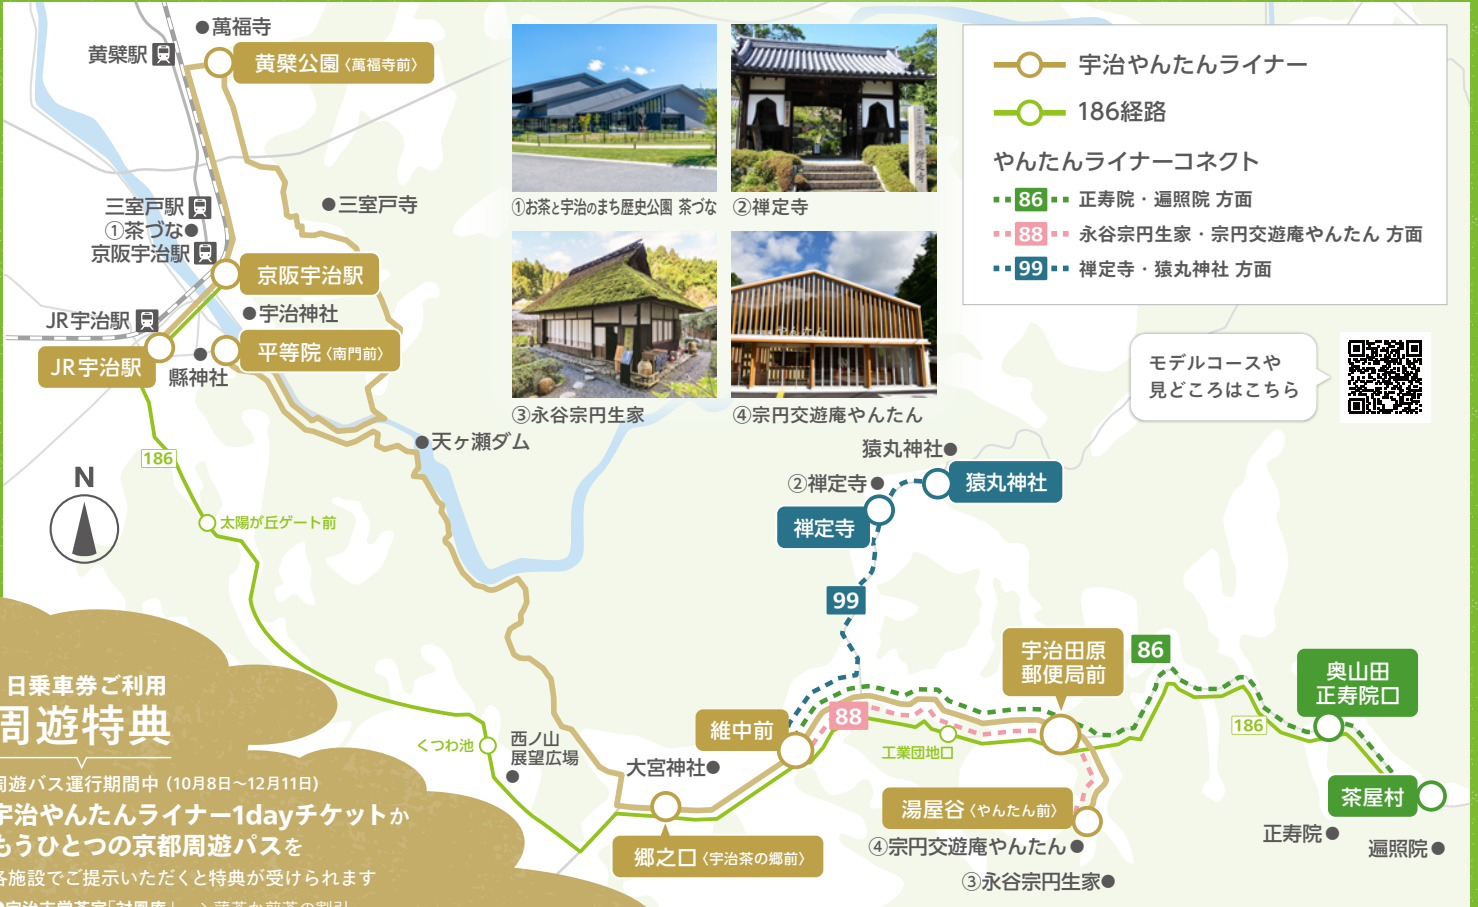 萬福寺
黄檗駅
黄檗公園〈萬福寺前〉
三室戸駅
①茶づな
京阪宇治駅
三室戸寺
京阪宇治駅
宇治神社
JR宇治駅
JR宇治駅
平等院〈南門前〉
縣神社
天ヶ瀬ダム
186
N
太陽が丘ゲート前
①お茶と宇治のまち歴史公園 茶づな
②禅定寺
やんたん
③永谷宗円生家
④宗円交遊庵やんたん
宇治やんたんライナー
186経路
やんたんライナーコネクト
86 正寿院・遍照院 方面
88 永谷宗円生家・宗円交遊庵やんたん 方面
99 禅定寺・猿丸神社 方面
モデルコースや
見どころはこちら
猿丸神社
猿丸神社
②禅定寺
禅定寺
99
宇治田原
郵便局前
86
奥山田
正寿院口
186
茶屋村
正寿院
遍照院
維中前
88
工業団地口
湯屋谷〈やんたん前〉
④宗円交遊庵やんたん
③永谷宗円生家
くつわ池
西ノ山
展望広場
大宮神社
郷之口〈宇治茶の郷前〉
日乗車券ご利用
周遊特典
周遊バス運行期間中(10月8日～12月11日)
宇治やんたんライナー1dayチケットか
もうひとつの京都周遊パスを
各施設でご提示いただくと特典が受けられます